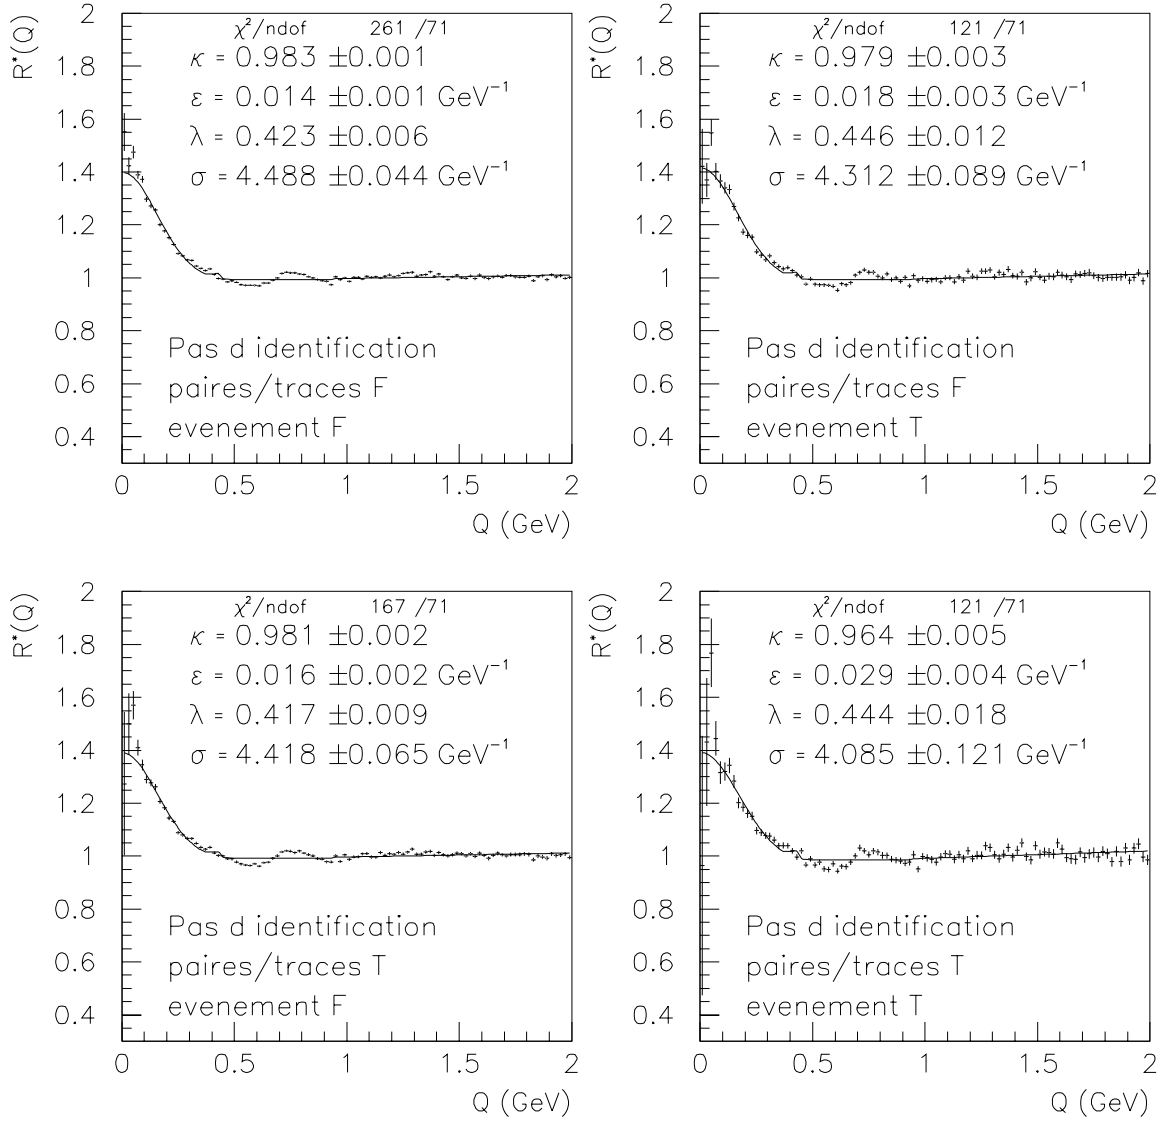 R*(Q)
2
1.8
1.6
1.4
1.2
1
0.8
0.6
0.4
χ²/ndof 261 /71
κ = 0.983 ±0.001
ε = 0.014 ±0.001 GeV⁻¹
λ = 0.423 ±0.006
σ = 4.488 ±0.044 GeV⁻¹
Pas d identification
paires/traces F
evenement F
0 0.5 1 1.5 2
Q (GeV)
R*(Q)
2
1.8
1.6
1.4
1.2
1
0.8
0.6
0.4
χ²/ndof 121 /71
κ = 0.979 ±0.003
ε = 0.018 ±0.003 GeV⁻¹
λ = 0.446 ±0.012
σ = 4.312 ±0.089 GeV⁻¹
Pas d identification
paires/traces F
evenement T
0 0.5 1 1.5 2
Q (GeV)
R*(Q)
2
1.8
1.6
1.4
1.2
1
0.8
0.6
0.4
χ²/ndof 167 /71
κ = 0.981 ±0.002
ε = 0.016 ±0.002 GeV⁻¹
λ = 0.417 ±0.009
σ = 4.418 ±0.065 GeV⁻¹
Pas d identification
paires/traces T
evenement F
0 0.5 1 1.5 2
Q (GeV)
R*(Q)
2
1.8
1.6
1.4
1.2
1
0.8
0.6
0.4
χ²/ndof 121 /71
κ = 0.964 ±0.005
ε = 0.029 ±0.004 GeV⁻¹
λ = 0.444 ±0.018
σ = 4.085 ±0.121 GeV⁻¹
Pas d identification
paires/traces T
evenement T
0 0.5 1 1.5 2
Q (GeV)